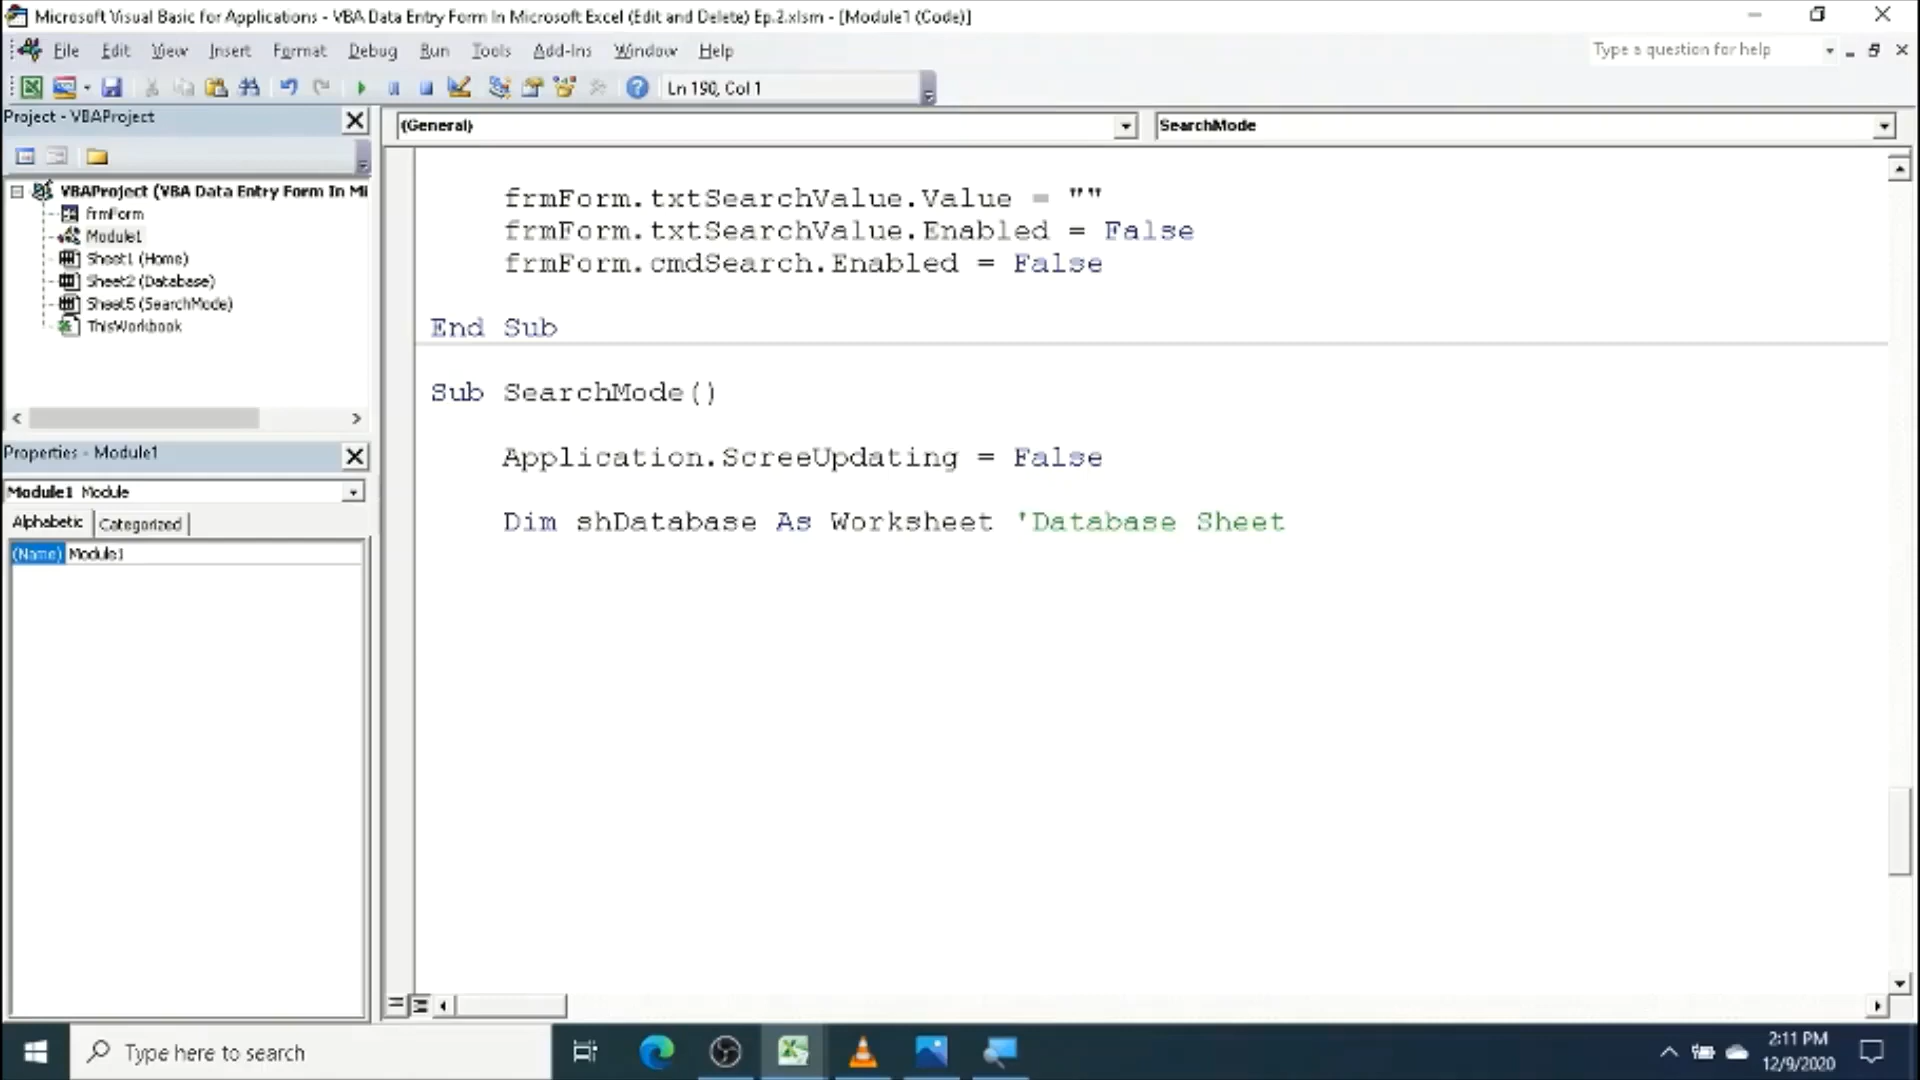 Microsoft Visual Basic for Applications - VBA Data Entry Form In Microsoft Excel (Edit and Delete) Ep.2.xlsm - [Module1 (Code)]
File Edit View Insert Format Debug Run Tools Add-Ins Window Help
Type a question for help
Ln 190, Col 1
Project - VBAProject
(General)
SearchMode
VBAProject (VBA Data Entry Form In Mi
frmForm
Module1
Sheet1 (Home)
Sheet2 (Database)
Sheet5 (SearchMode)
ThisWorkbook
Properties - Module1
Module1 Module
Alphabetic Categorized
(Name) Module1
frmForm.txtSearchValue.Value = ""
frmForm.txtSearchValue.Enabled = False
frmForm.cmdSearch.Enabled = False
End Sub
Sub SearchMode()
Application.ScreeUpdating = False
Dim shDatabase As Worksheet 'Database Sheet
Type here to search
2:11 PM
12/9/2020